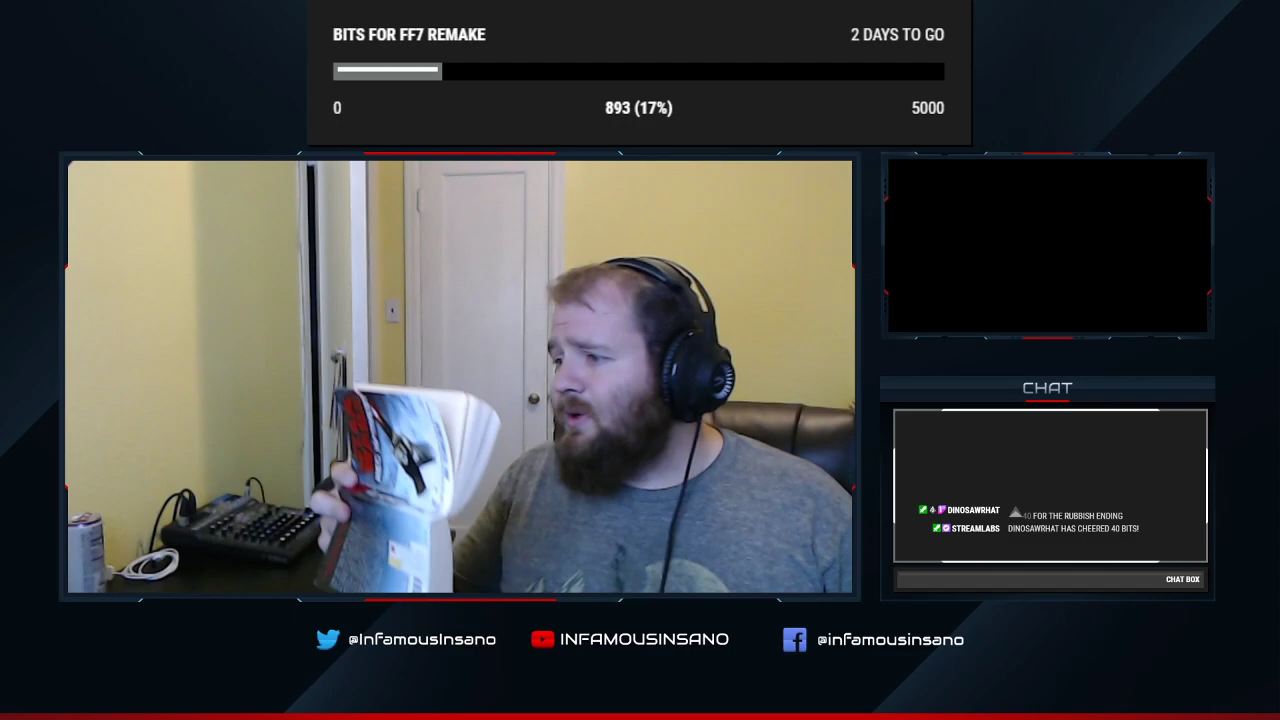 BITS FOR FF7 REMAKE 2 DAYS TO GO
0 893 (17%) 5000
CHAT
DINOSAWRHAT 40 FOR THE RUBBISH ENDING
STREAMLABS DINOSAWRHAT HAS CHEERED 40 BITS!
CHAT BOX
@InFamousInsano INFAMOUSINSANO @infamousinsano